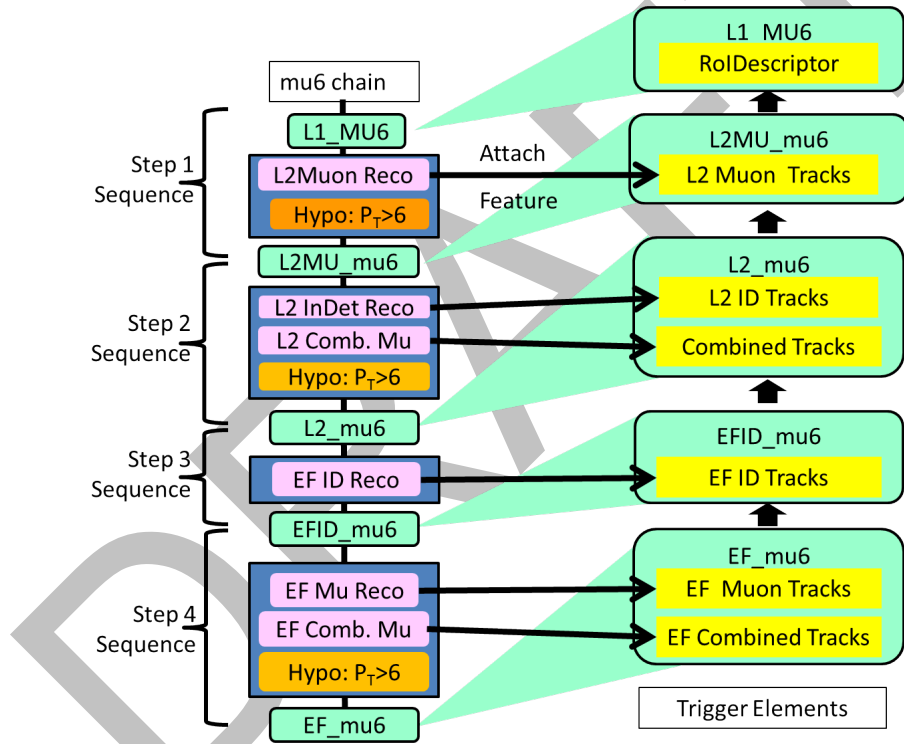 mu6 chain
Step 1
Sequence
L1_MU6
L2Muon Reco
Hypo: PT>6
L2MU_mu6
Step 2
Sequence
L2 InDet Reco
L2 Comb. Mu
Hypo: PT>6
L2_mu6
Step 3
Sequence
EF ID Reco
EFID_mu6
Step 4
Sequence
EF Mu Reco
EF Comb. Mu
Hypo: PT>6
EF_mu6
Attach
Feature
L1_MU6
RoIDescriptor
L2MU_mu6
L2 Muon Tracks
L2_mu6
L2 ID Tracks
Combined Tracks
EFID_mu6
EF ID Tracks
EF_mu6
EF Muon Tracks
EF Combined Tracks
Trigger Elements